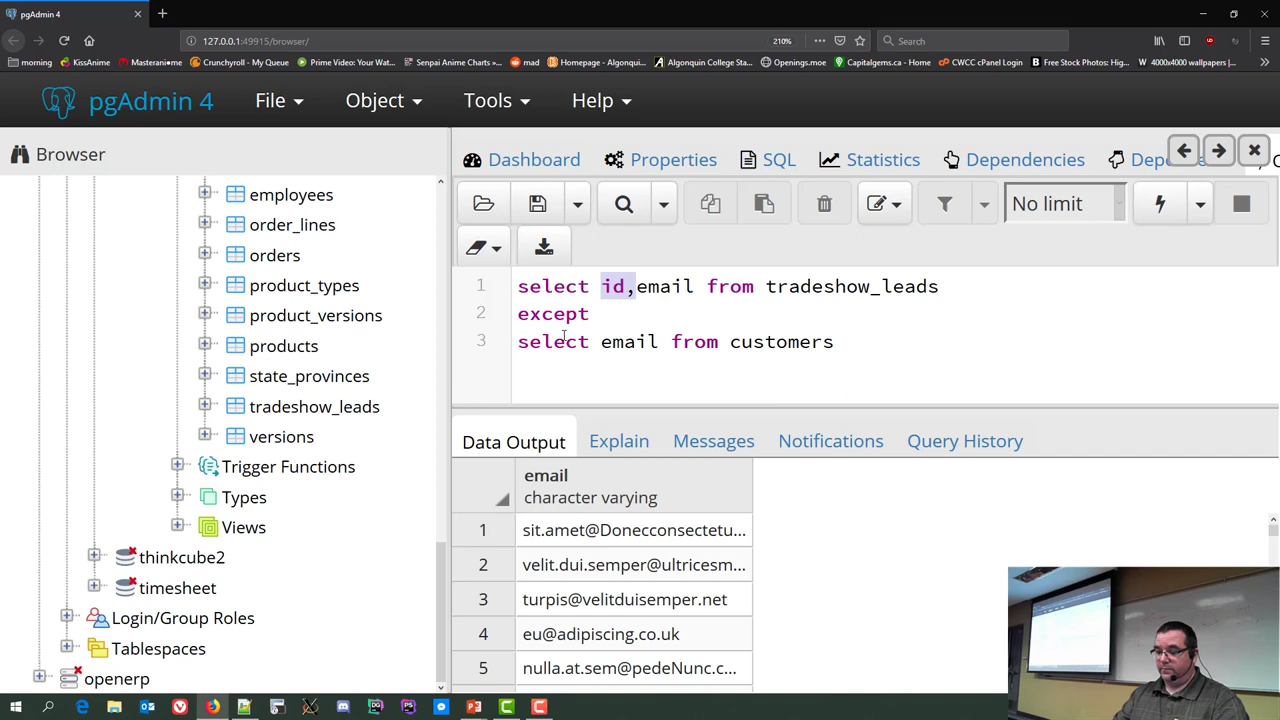 pgAdmin 4
127.0.0.1:49915/browser/
210%
Search
morning KissAnime Masterani•me Crunchyroll - My Queue Prime Video: Your Wat... Senpai Anime Charts •... mad Homepage - Algonqui... Algonquin College Sta... Openings.moe Capitalgems.ca : Home CWCC cPanel Login Free Stock Photos: Hig... 4000x4000 wallpapers |...
pgAdmin 4 File Object Tools Help
Browser
Dashboard Properties SQL Statistics Dependencies Depe
No limit
employees
order_lines
orders
product_types
product_versions
products
state_provinces
tradeshow_leads
versions
Trigger Functions
Types
Views
thinkcube2
timesheet
Login/Group Roles
Tablespaces
openerp
1 select id,email from tradeshow_leads
2 except
3 select email from customers
Data Output Explain Messages Notifications Query History
email
character varying
1 sit.amet@Donecconsectetu...
2 velit.dui.semper@ultricesm...
3 turpis@velitduisemper.net
4 eu@adipiscing.co.uk
5 nulla.at.sem@pedeNunc.c...